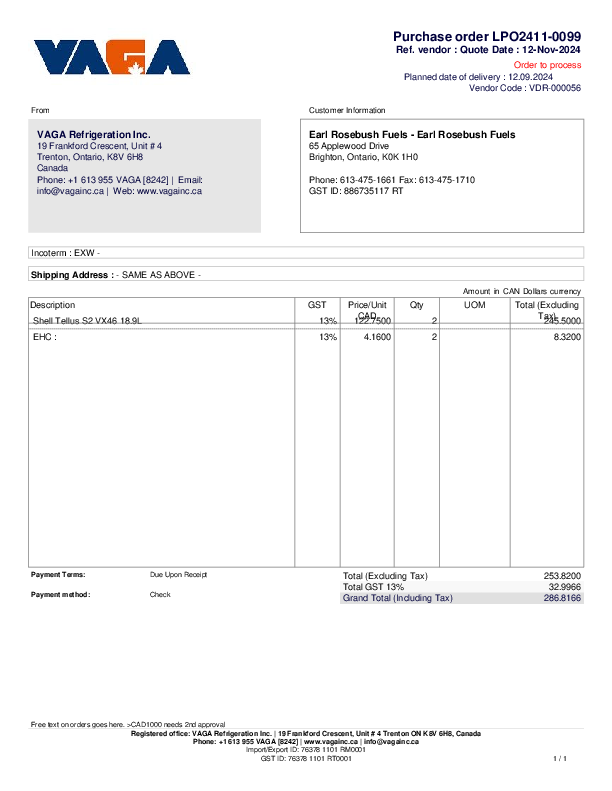 VAGA
Purchase order LPO2411-0099
Ref. vendor : Quote Date : 12-Nov-2024
Order to process
Planned date of delivery : 12.09.2024
Vendor Code : VDR-000056
From
Customer Information
VAGA Refrigeration Inc.
19 Frankford Crescent, Unit # 4
Trenton, Ontario, K8V 6H8
Canada
Phone: +1 613 955 VAGA [8242] | Email:
info@vagainc.ca | Web: www.vagainc.ca
Earl Rosebush Fuels - Earl Rosebush Fuels
65 Applewood Drive
Brighton, Ontario, K0K 1H0
Phone: 613-475-1661 Fax: 613-475-1710
GST ID: 886735117 RT
Incoterm : EXW -
Shipping Address : - SAME AS ABOVE -
Amount in CAN Dollars currency
Description GST Price/Unit CAD Qty UOM Total (Excluding Tax)
Shell Tellus S2 VX46 18.9L 13% 122.7500 2 245.5000
EHC : 13% 4.1600 2 8.3200
Payment Terms: Due Upon Receipt
Payment method: Check
Total (Excluding Tax) 253.8200
Total GST 13% 32.9966
Grand Total (Including Tax) 286.8166
Free text on orders goes here. >CAD1000 needs 2nd approval
Registered office: VAGA Refrigeration Inc. | 19 Frankford Crescent, Unit # 4 Trenton ON K8V 6H8, Canada
Phone: +1 613 955 VAGA [8242] | www.vagainc.ca | info@vagainc.ca
Import/Export ID: 76378 1101 RM0001
GST ID: 76378 1101 RT0001
1 / 1